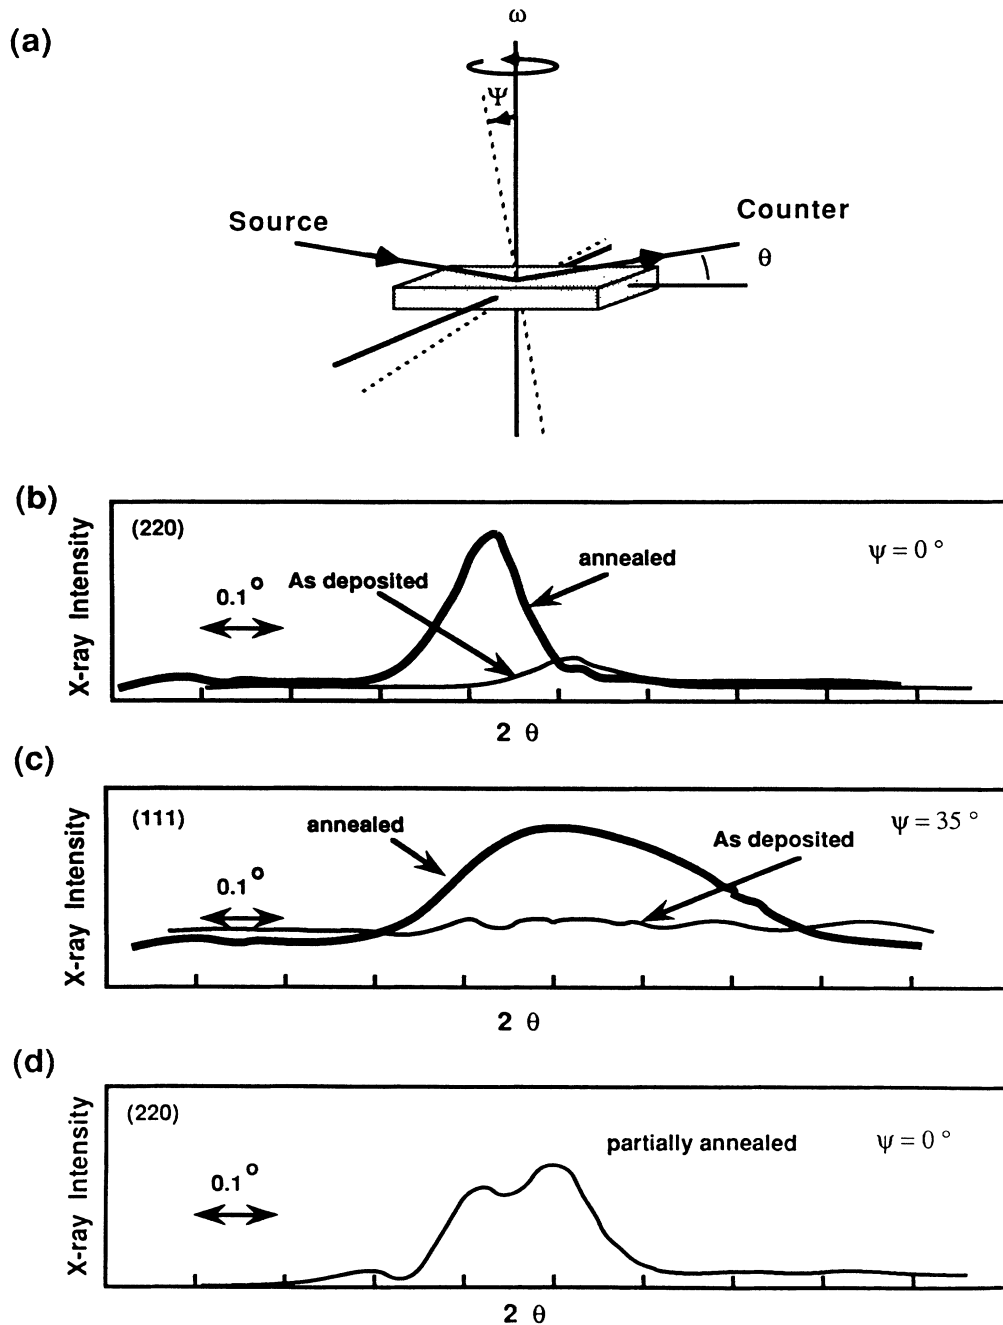 (a)
ω
Ψ
Source
Counter
θ
(b)
X-ray Intensity
(220)
ψ = 0 °
As deposited
annealed
0.1 °
2 θ
(c)
X-ray Intensity
(111)
annealed
ψ = 35 °
As deposited
0.1 °
2 θ
(d)
X-ray Intensity
(220)
partially annealed
ψ = 0 °
0.1 °
2 θ